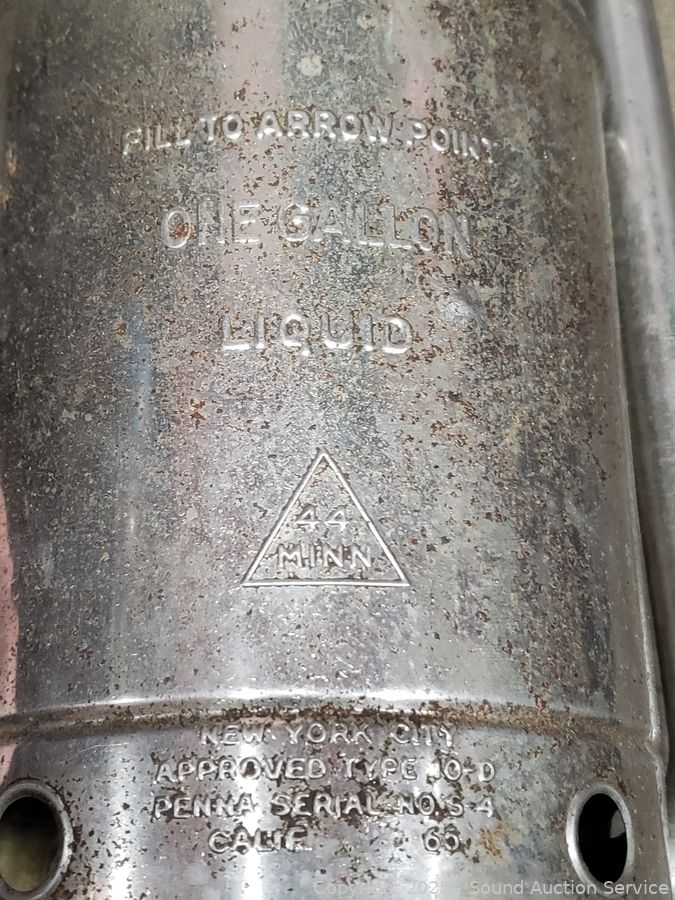 FILL TO ARROW POINT
ONE GALLON
LIQUID
44
MINN
NEW YORK CITY
APPROVED TYPE 10-D
PENNA SERIAL NO S-4
CALIF. 66
Sound Auction Service